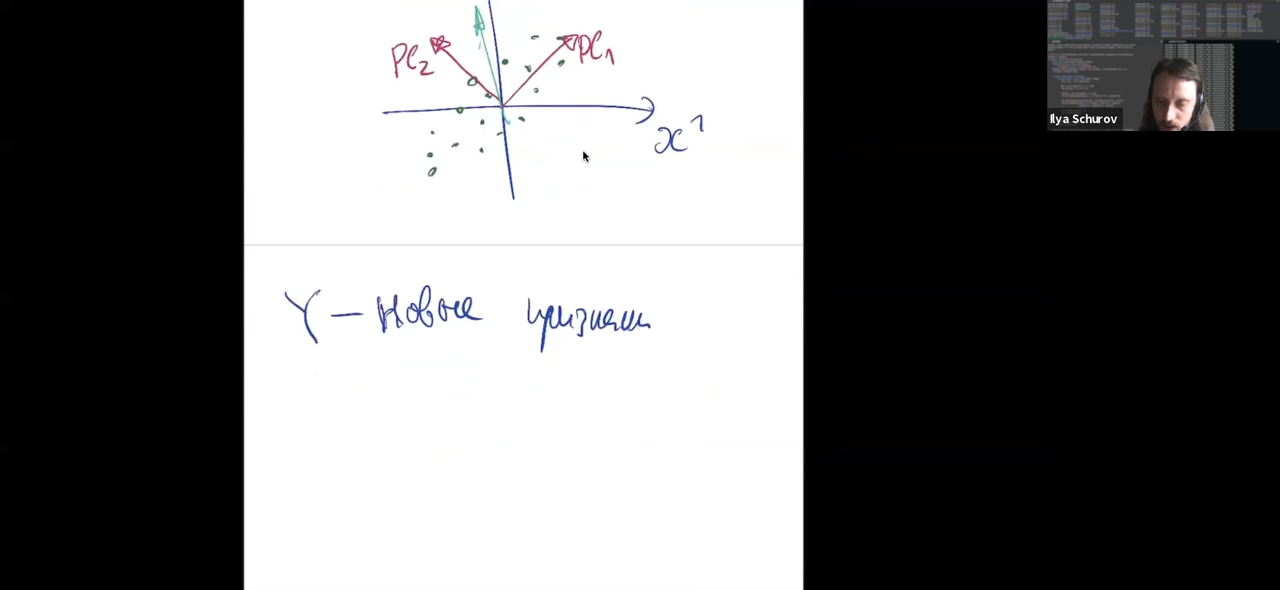 PC₂
PC₁
x¹
Y — новые признаки
Ilya Schurov